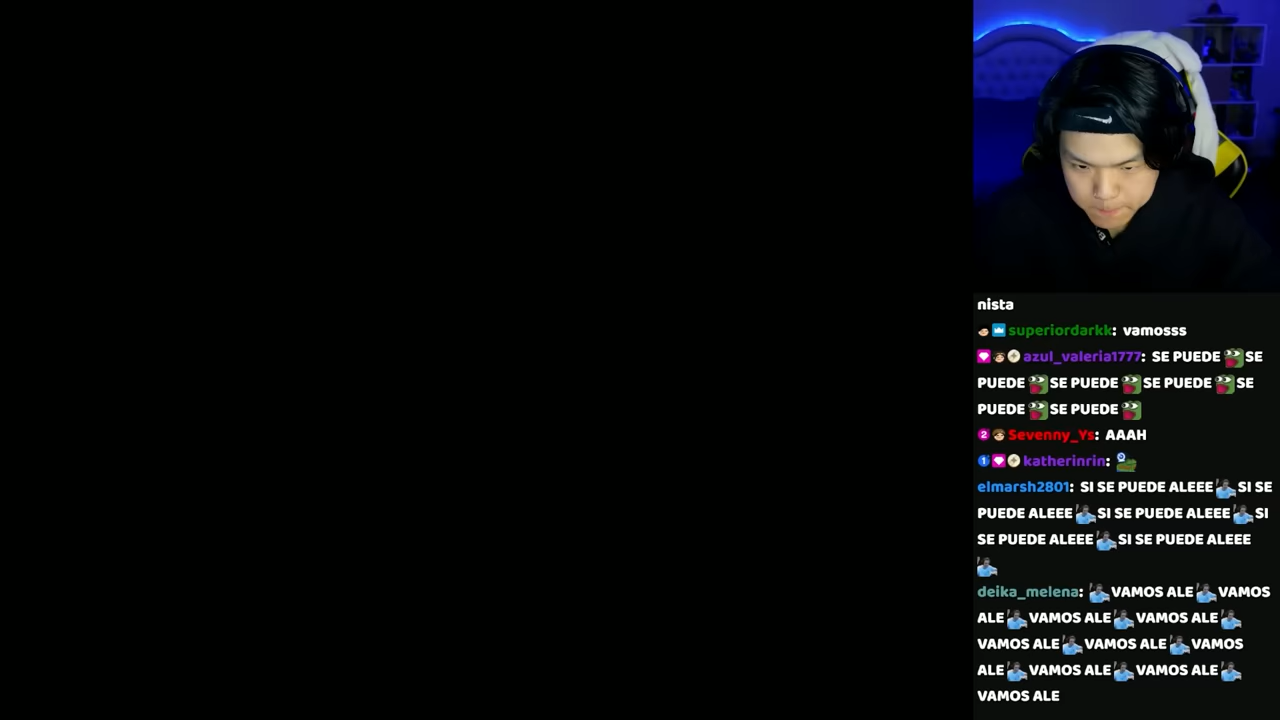 nista
superiordarkk: vamosss
azul_valeria1777: SE PUEDE SE
PUEDE SE PUEDE SE PUEDE SE
PUEDE SE PUEDE
2 Sevenny_Ys: AAAH
1 katherinrin:
elmarsh2801: SI SE PUEDE ALEEE SI SE
PUEDE ALEEE SI SE PUEDE ALEEE SI
SE PUEDE ALEEE SI SE PUEDE ALEEE
deika_melena: VAMOS ALE VAMOS
ALE VAMOS ALE VAMOS ALE
VAMOS ALE VAMOS ALE VAMOS
ALE VAMOS ALE VAMOS ALE
VAMOS ALE